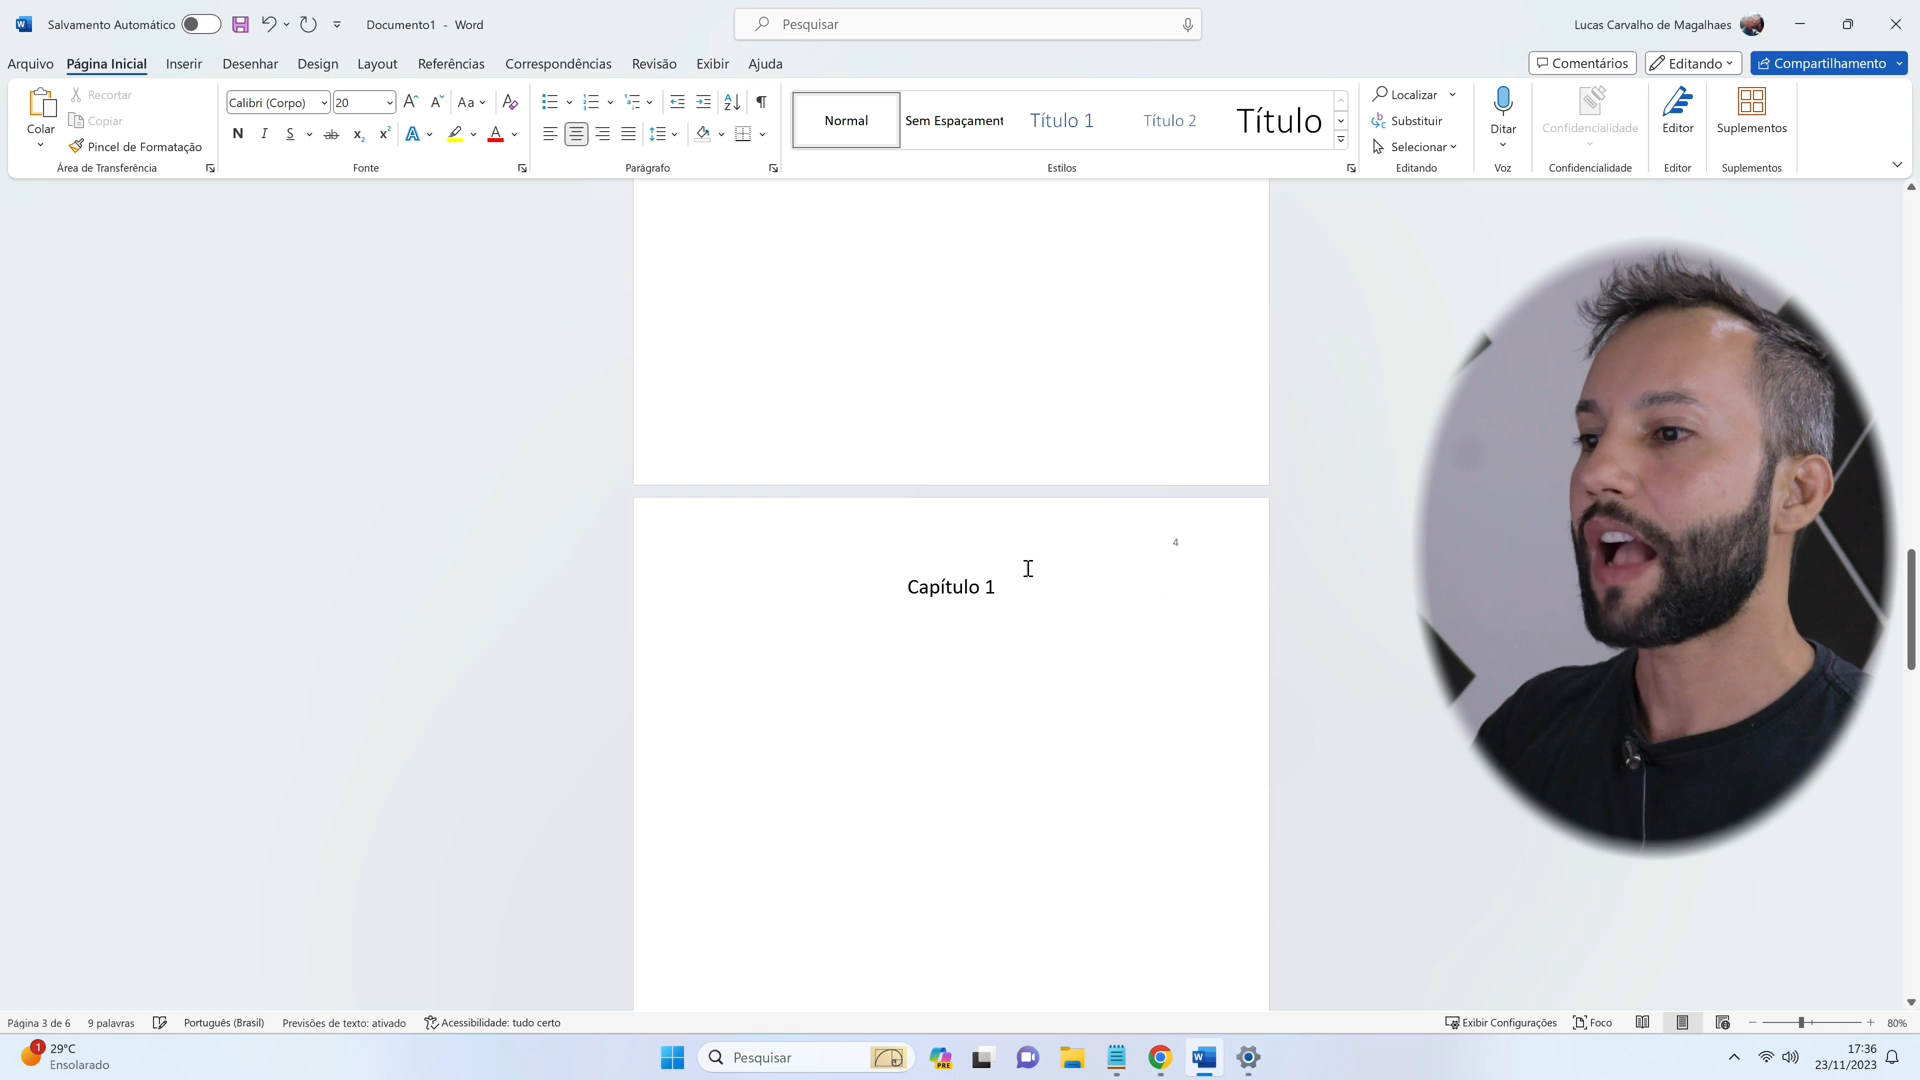 Salvamento Automático
Documento1 - Word
Pesquisar
Lucas Carvalho de Magalhaes
Arquivo
Página Inicial
Inserir
Desenhar
Design
Layout
Referências
Correspondências
Revisão
Exibir
Ajuda
Comentários
Editando
Compartilhamento
Colar
Recortar
Copiar
Pincel de Formatação
Área de Transferência
Calibri (Corpo)
20
Aa
N
I
S
ab
Fonte
Parágrafo
Normal
Sem Espaçament
Título 1
Título 2
Título
Estilos
Localizar
Substituir
Selecionar
Editando
Ditar
Voz
Confidencialidade
Confidencialidade
Editor
Editor
Suplementos
Suplementos
4
Capítulo 1
Página 3 de 6
9 palavras
Português (Brasil)
Previsões de texto: ativado
Acessibilidade: tudo certo
Exibir Configurações
Foco
80%
1
29°C
Ensolarado
Pesquisar
PRE
17:36
23/11/2023